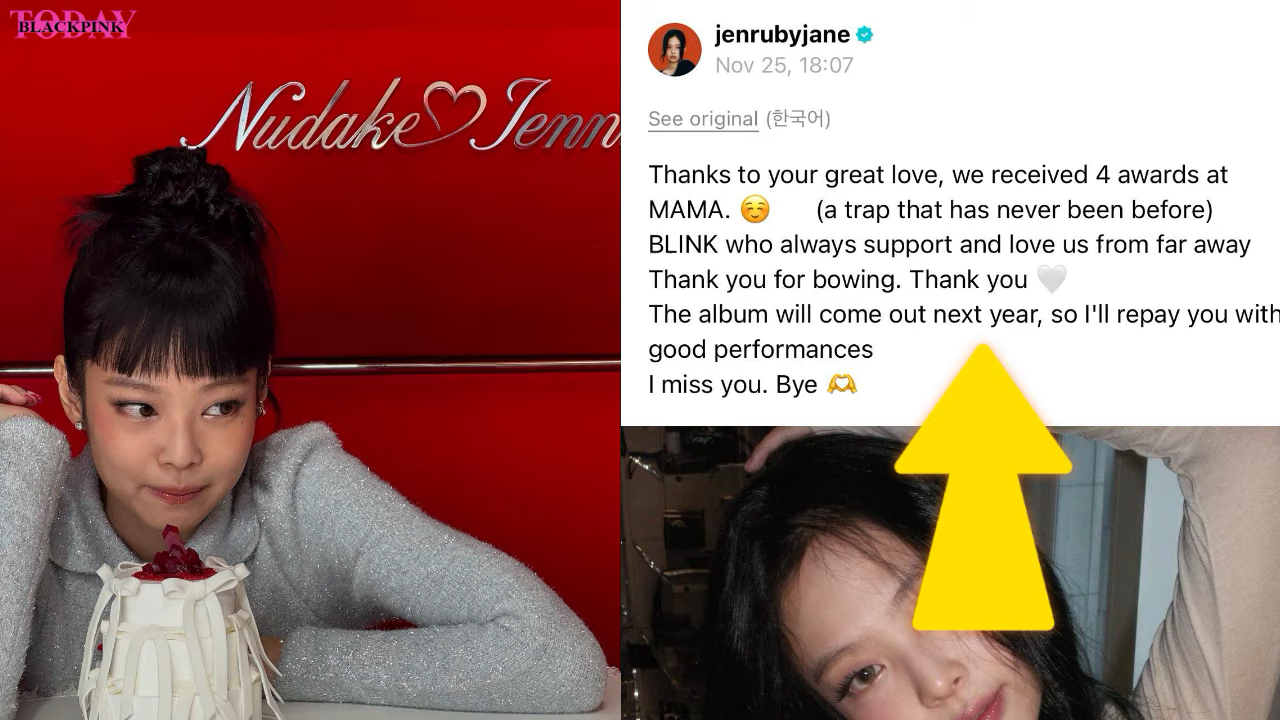 TODAY
BLACKPINK
Nudake♡Jenn
jenrubyjane
Nov 25, 18:07
See original (한국어)
Thanks to your great love, we received 4 awards at
MAMA. ☺️ (a trap that has never been before)
BLINK who always support and love us from far away
Thank you for bowing. Thank you 🤍
The album will come out next year, so I'll repay you with
good performances
I miss you. Bye 🫶